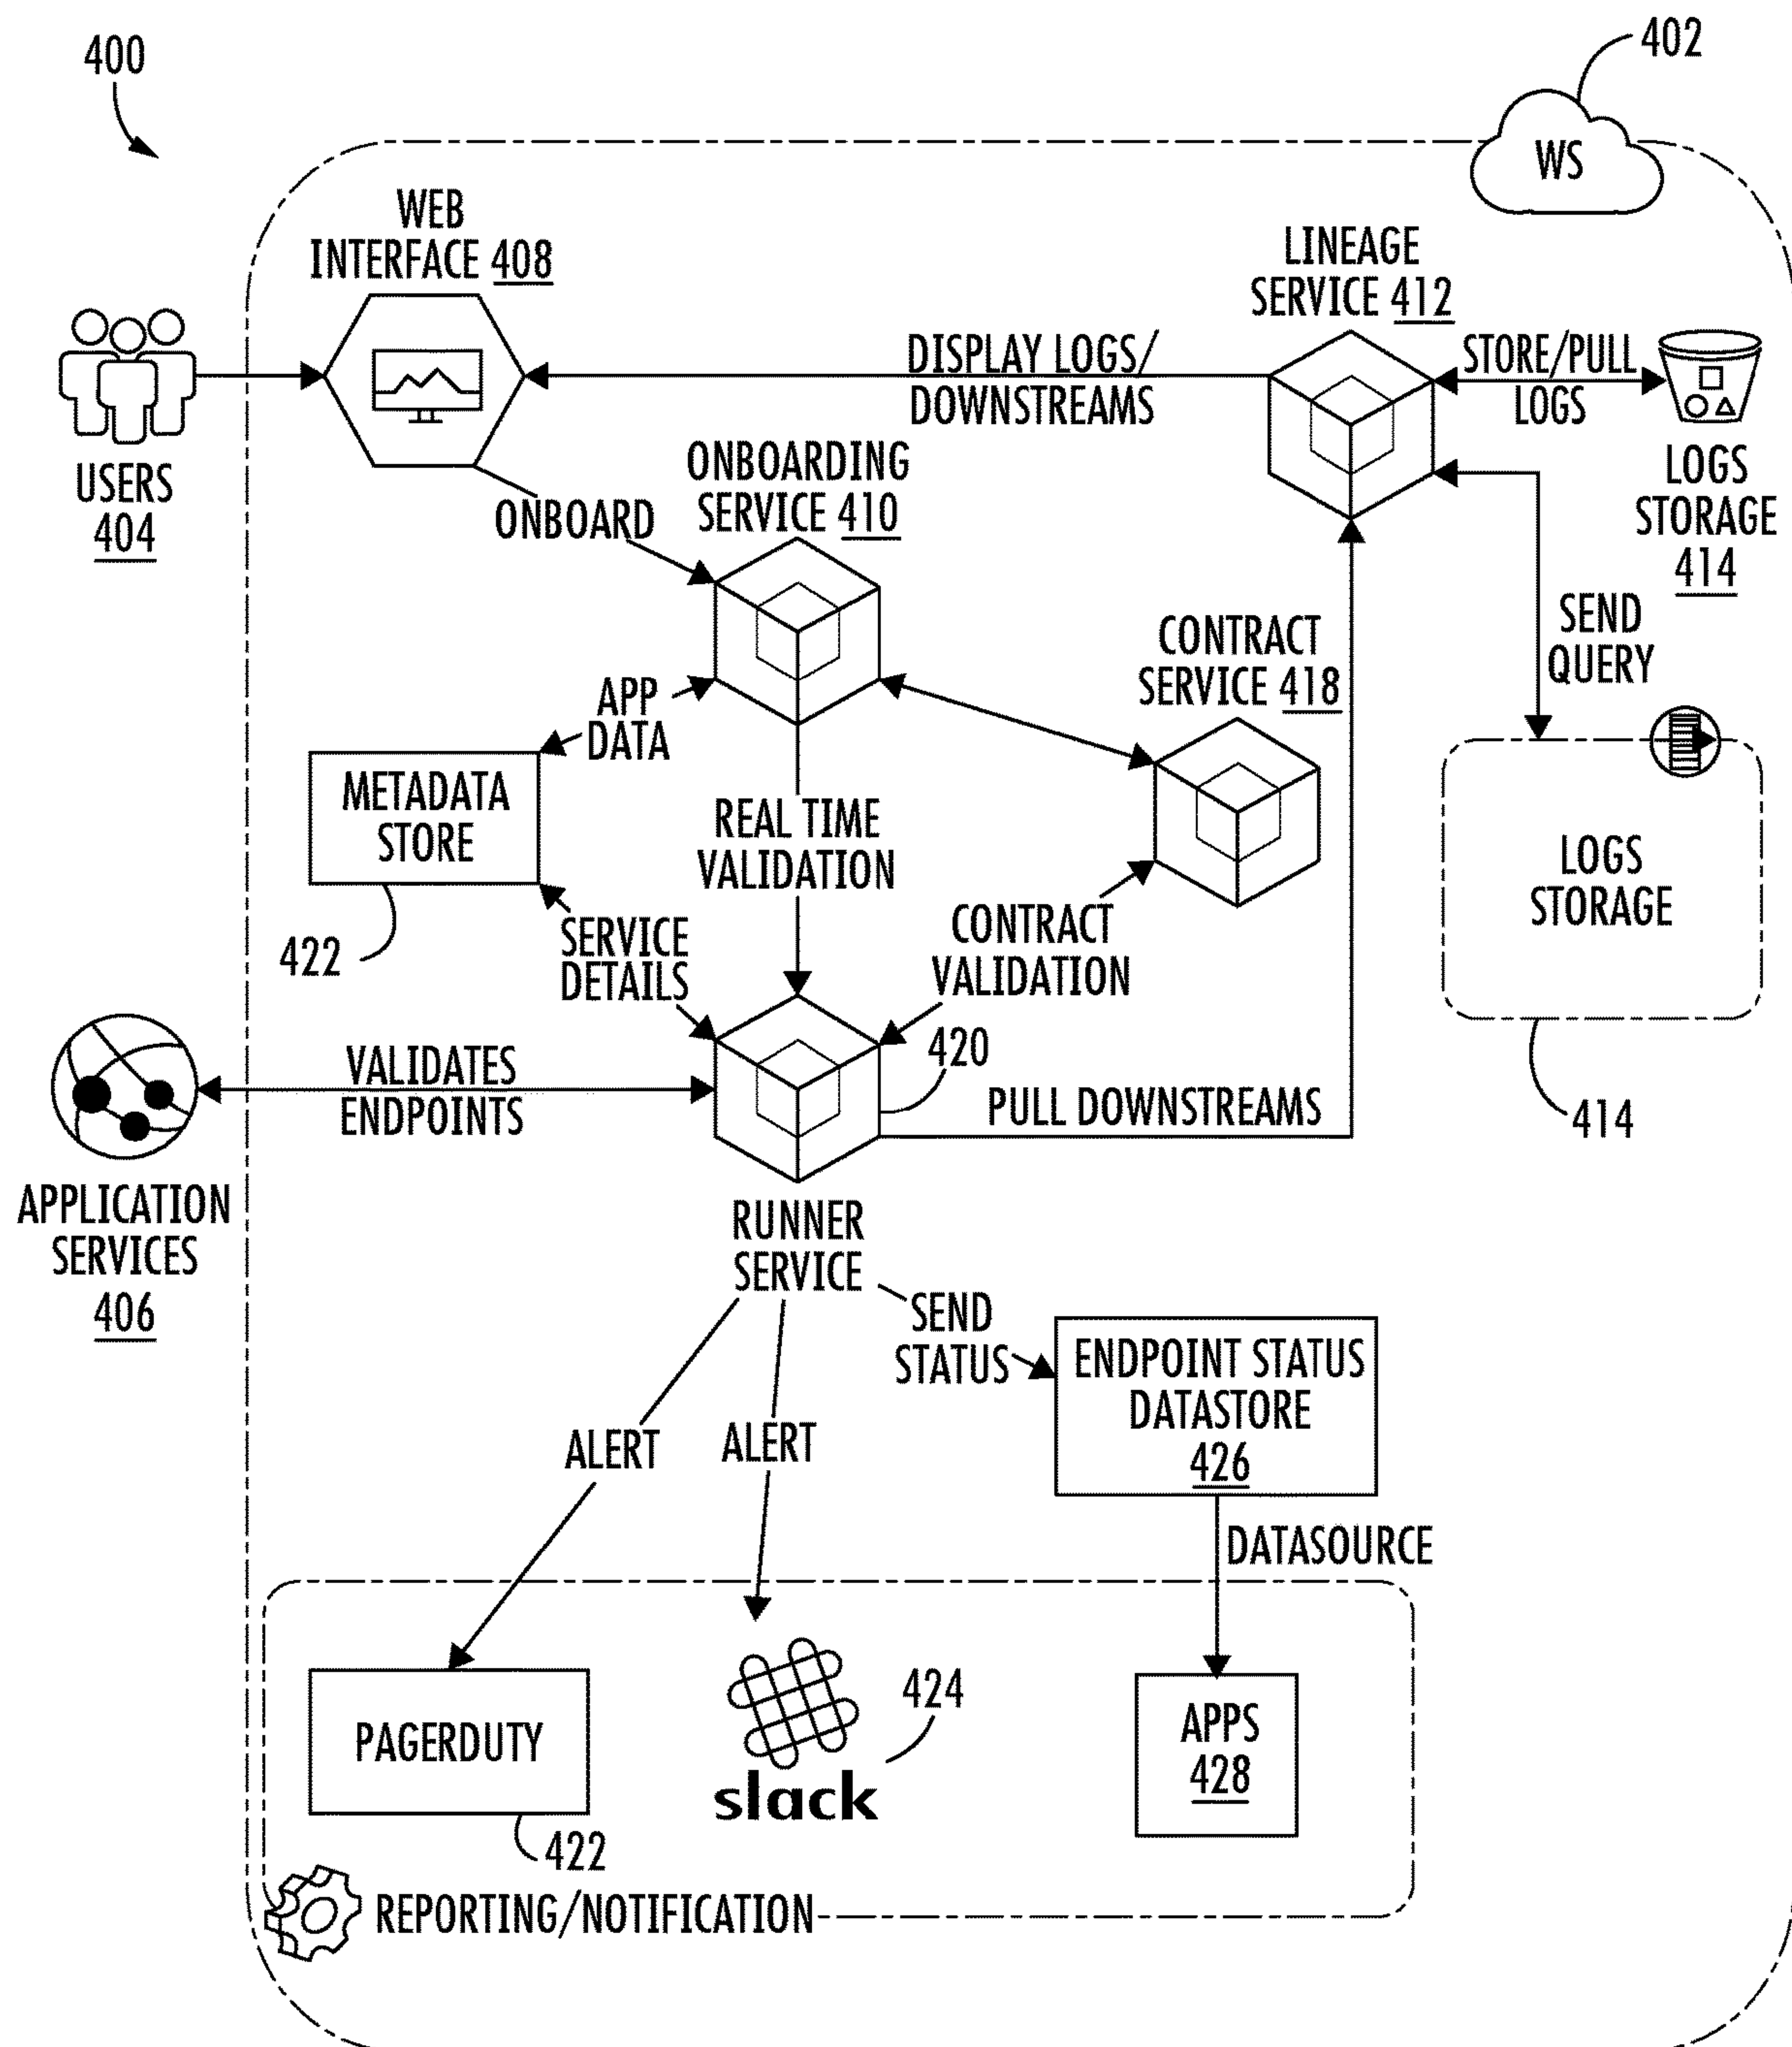 400
402
WS
WEB
INTERFACE 408
LINEAGE
SERVICE 412
DISPLAY LOGS/
DOWNSTREAMS
STORE/PULL
LOGS
USERS
404
ONBOARD
ONBOARDING
SERVICE 410
LOGS
STORAGE
414
SEND
QUERY
CONTRACT
SERVICE 418
APP
DATA
METADATA
STORE
422
REAL TIME
VALIDATION
LOGS
STORAGE
414
SERVICE
DETAILS
CONTRACT
VALIDATION
420
VALIDATES
ENDPOINTS
PULL DOWNSTREAMS
APPLICATION
SERVICES
406
RUNNER
SERVICE
SEND
STATUS
ENDPOINT STATUS
DATASTORE
426
ALERT
ALERT
DATASOURCE
PAGERDUTY
422
slack
424
APPS
428
REPORTING/NOTIFICATION